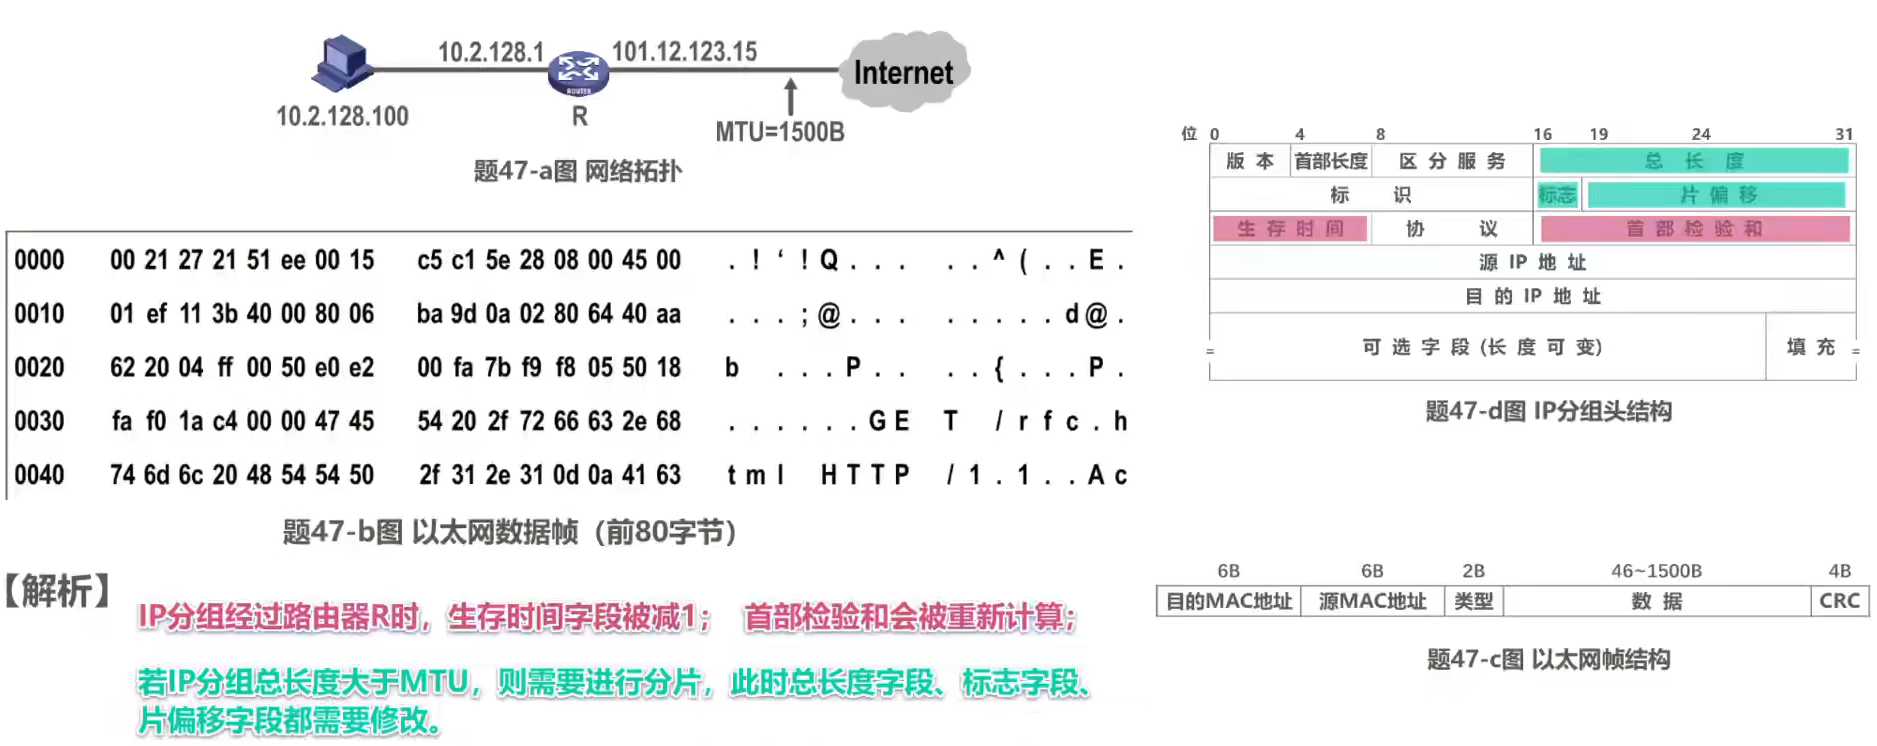 10.2.128.1
101.12.123.15
Internet
ROUTER
10.2.128.100
R
MTU=1500B
题47-a图 网络拓扑
0000 00 21 27 21 51 ee 00 15 c5 c1 5e 28 08 00 45 00 . ! ‘ ! Q . . . . . ^ ( . . E .
0010 01 ef 11 3b 40 00 80 06 ba 9d 0a 02 80 64 40 aa . . . ; @ . . . . . . . . d @ .
0020 62 20 04 ff 00 50 e0 e2 00 fa 7b f9 f8 05 50 18 b . . . P . . . . { . . . P .
0030 fa f0 1a c4 00 00 47 45 54 20 2f 72 66 63 2e 68 . . . . . . G E T / r f c . h
0040 74 6d 6c 20 48 54 54 50 2f 31 2e 31 0d 0a 41 63 t m l H T T P / 1 . 1 . . A c
题47-b图 以太网数据帧（前80字节）
位 0 4 8 16 19 24 31
版 本 首部长度 区 分 服 务 总 长 度
标 识 标志 片 偏 移
生 存 时 间 协 议 首 部 检 验 和
源 IP 地 址
目 的 IP 地 址
可 选 字 段 (长 度 可 变) 填 充
题47-d图 IP分组头结构
6B 6B 2B 46~1500B 4B
目的MAC地址 源MAC地址 类型 数 据 CRC
题47-c图 以太网帧结构
【解析】
IP分组经过路由器R时，生存时间字段被减1； 首部检验和会被重新计算；
若IP分组总长度大于MTU，则需要进行分片，此时总长度字段、标志字段、
片偏移字段都需要修改。